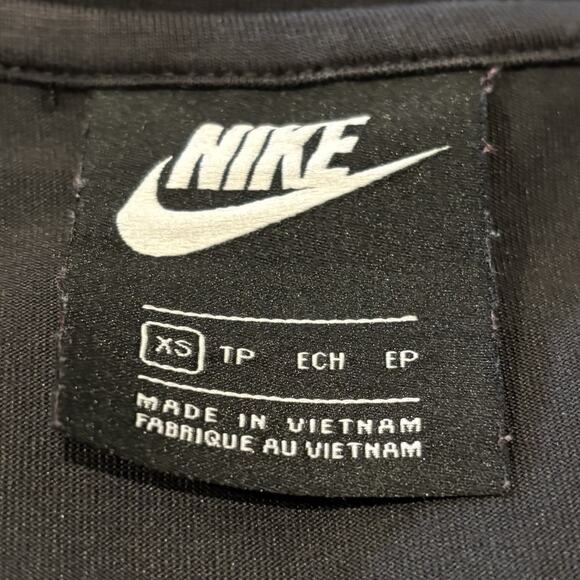 NIKE
XS TP ECH EP
MADE IN VIETNAM
FABRIQUE AU VIETNAM